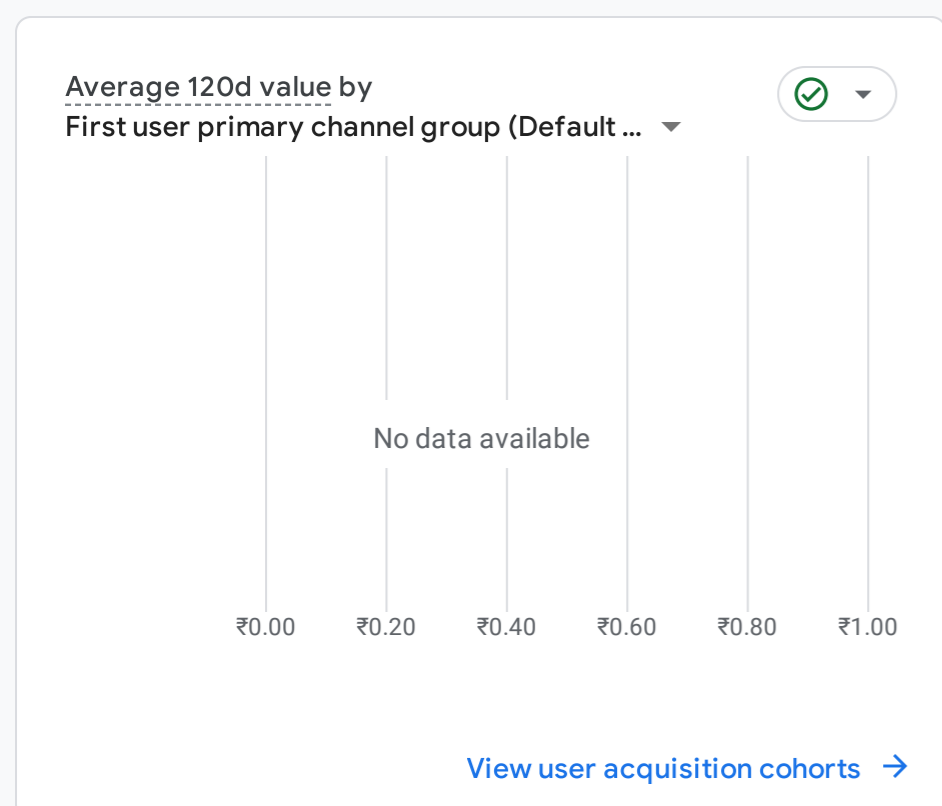 Average 120d value by
First user primary channel group (Default ...
No data available
₹0.00 ₹0.20 ₹0.40 ₹0.60 ₹0.80 ₹1.00
View user acquisition cohorts